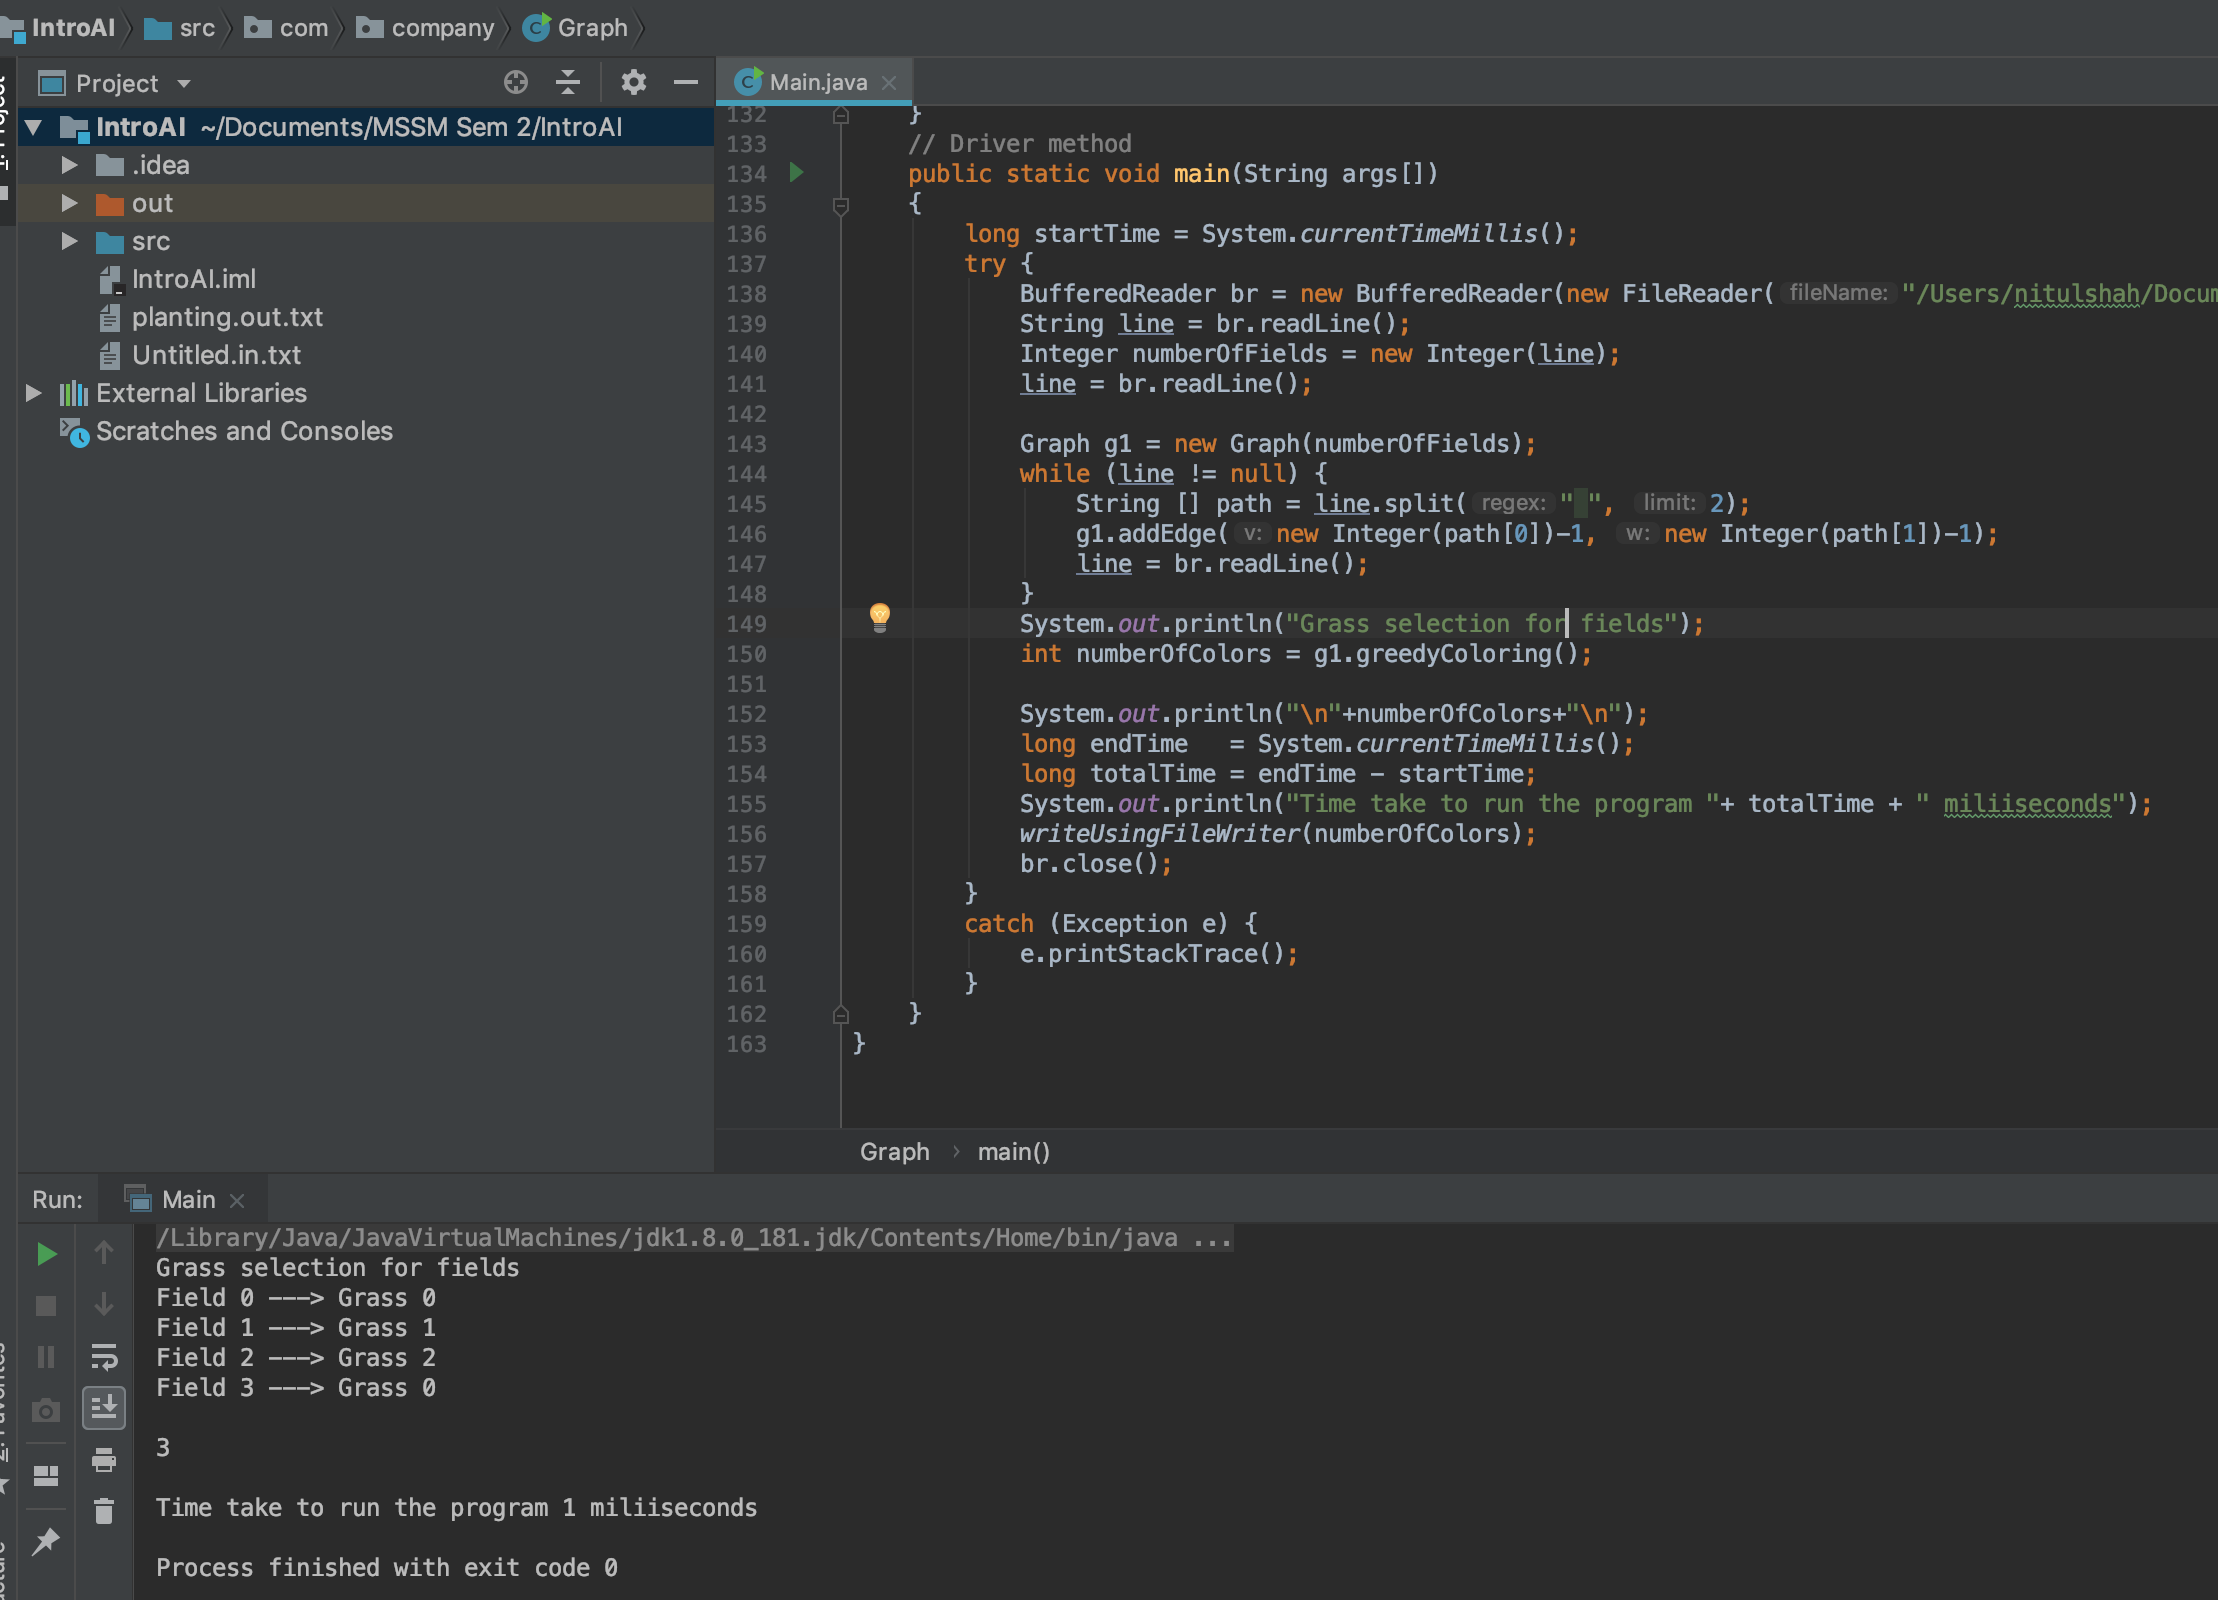 IntroAI src com company Graph
Project
Main.java
IntroAI ~/Documents/MSSM Sem 2/IntroAI
.idea
out
src
IntroAI.iml
planting.out.txt
Untitled.in.txt
External Libraries
Scratches and Consoles
132 }
133 // Driver method
134 public static void main(String args[])
135 {
136 long startTime = System.currentTimeMillis();
137 try {
138 BufferedReader br = new BufferedReader(new FileReader( fileName: "/Users/nitulshah/Docum
139 String line = br.readLine();
140 Integer numberOfFields = new Integer(line);
141 line = br.readLine();
142
143 Graph g1 = new Graph(numberOfFields);
144 while (line != null) {
145 String [] path = line.split( regex: " ", limit: 2);
146 g1.addEdge( v: new Integer(path[0])-1, w: new Integer(path[1])-1);
147 line = br.readLine();
148 }
149 System.out.println("Grass selection for fields");
150 int numberOfColors = g1.greedyColoring();
151
152 System.out.println("\n"+numberOfColors+"\n");
153 long endTime   = System.currentTimeMillis();
154 long totalTime = endTime - startTime;
155 System.out.println("Time take to run the program "+ totalTime + " miliiseconds");
156 writeUsingFileWriter(numberOfColors);
157 br.close();
158 }
159 catch (Exception e) {
160 e.printStackTrace();
161 }
162 }
163 }
Graph › main()
Run: Main
/Library/Java/JavaVirtualMachines/jdk1.8.0_181.jdk/Contents/Home/bin/java ...
Grass selection for fields
Field 0 ---> Grass 0
Field 1 ---> Grass 1
Field 2 ---> Grass 2
Field 3 ---> Grass 0
3
Time take to run the program 1 miliiseconds
Process finished with exit code 0